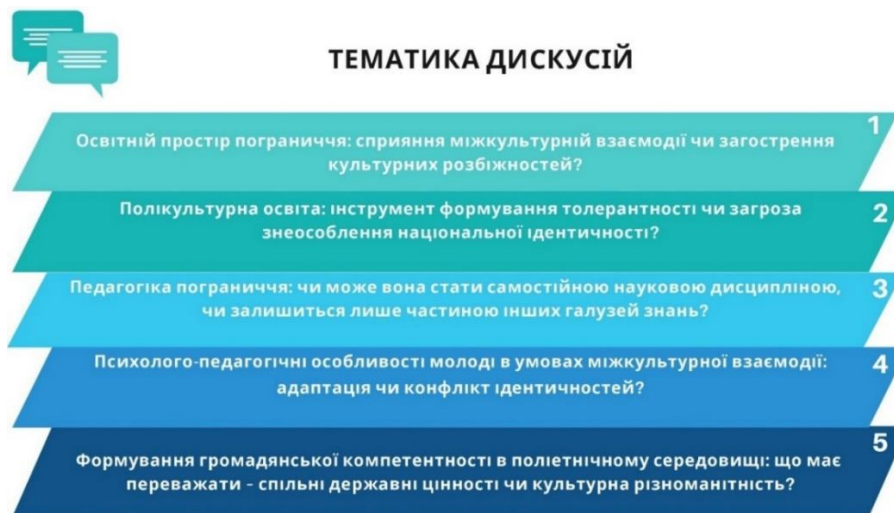 ТЕМАТИКА ДИСКУСІЙ
1
Освітній простір пограниччя: сприяння міжкультурній взаємодії чи загострення
культурних розбіжностей?
2
Полікультурна освіта: інструмент формування толерантності чи загроза
знеособлення національної ідентичності?
3
Педагогіка пограниччя: чи може вона стати самостійною науковою дисципліною,
чи залишиться лише частиною інших галузей знань?
4
Психолого-педагогічні особливості молоді в умовах міжкультурної взаємодії:
адаптація чи конфлікт ідентичностей?
5
Формування громадянської компетентності в поліетнічному середовищі: що має
переважати – спільні державні цінності чи культурна різноманітність?